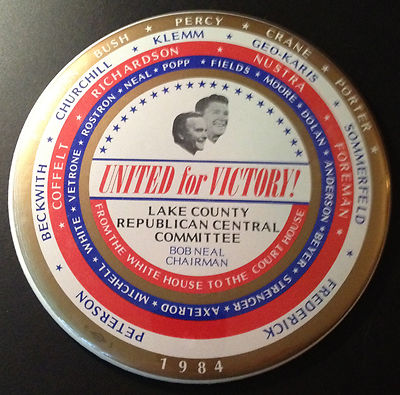 BUSH ★ PERCY ★ CRANE ★ PORTER
BECKWITH ★ CHURCHILL ★ KLEMM ★ GEO-KARIS ★ SOMMERFELD
PETERSON FREDERICK
COFFELT ★ RICHARDSON ★ NUSTRA ★ FOREMAN
MITCHELL ★ WHITE ★ VETRONE ★ ROSTRON ★ NEAL ★ POPP ★ FIELDS ★ MOORE ★ DOLAN ★ ANDERSON ★ BEYER ★ STRENGER ★ AXELROD ★
UNITED for VICTORY!
LAKE COUNTY
REPUBLICAN CENTRAL
COMMITTEE
BOB NEAL
CHAIRMAN
FROM THE WHITE HOUSE TO THE COURT HOUSE
1984